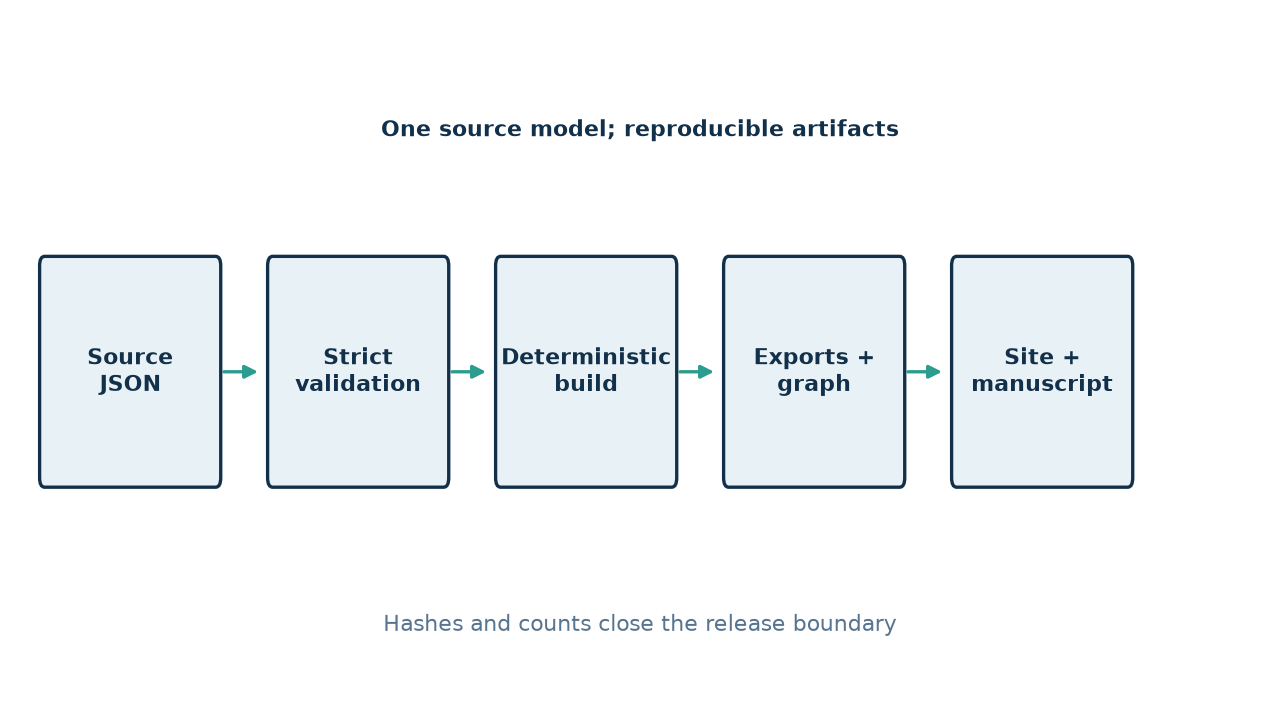 One source model; reproducible artifacts
Source
JSON
Strict
validation
Deterministic
build
Exports +
graph
Site +
manuscript
Hashes and counts close the release boundary